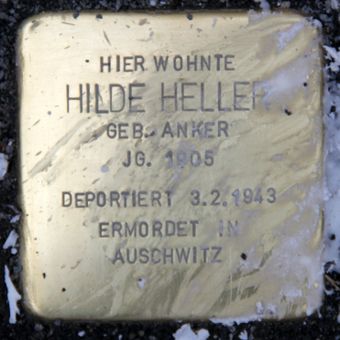 HIER WOHNTE
HILDE HELLER
GEB. ANKER
JG. 1905
DEPORTIERT 3.2.1943
ERMORDET IN
AUSCHWITZ